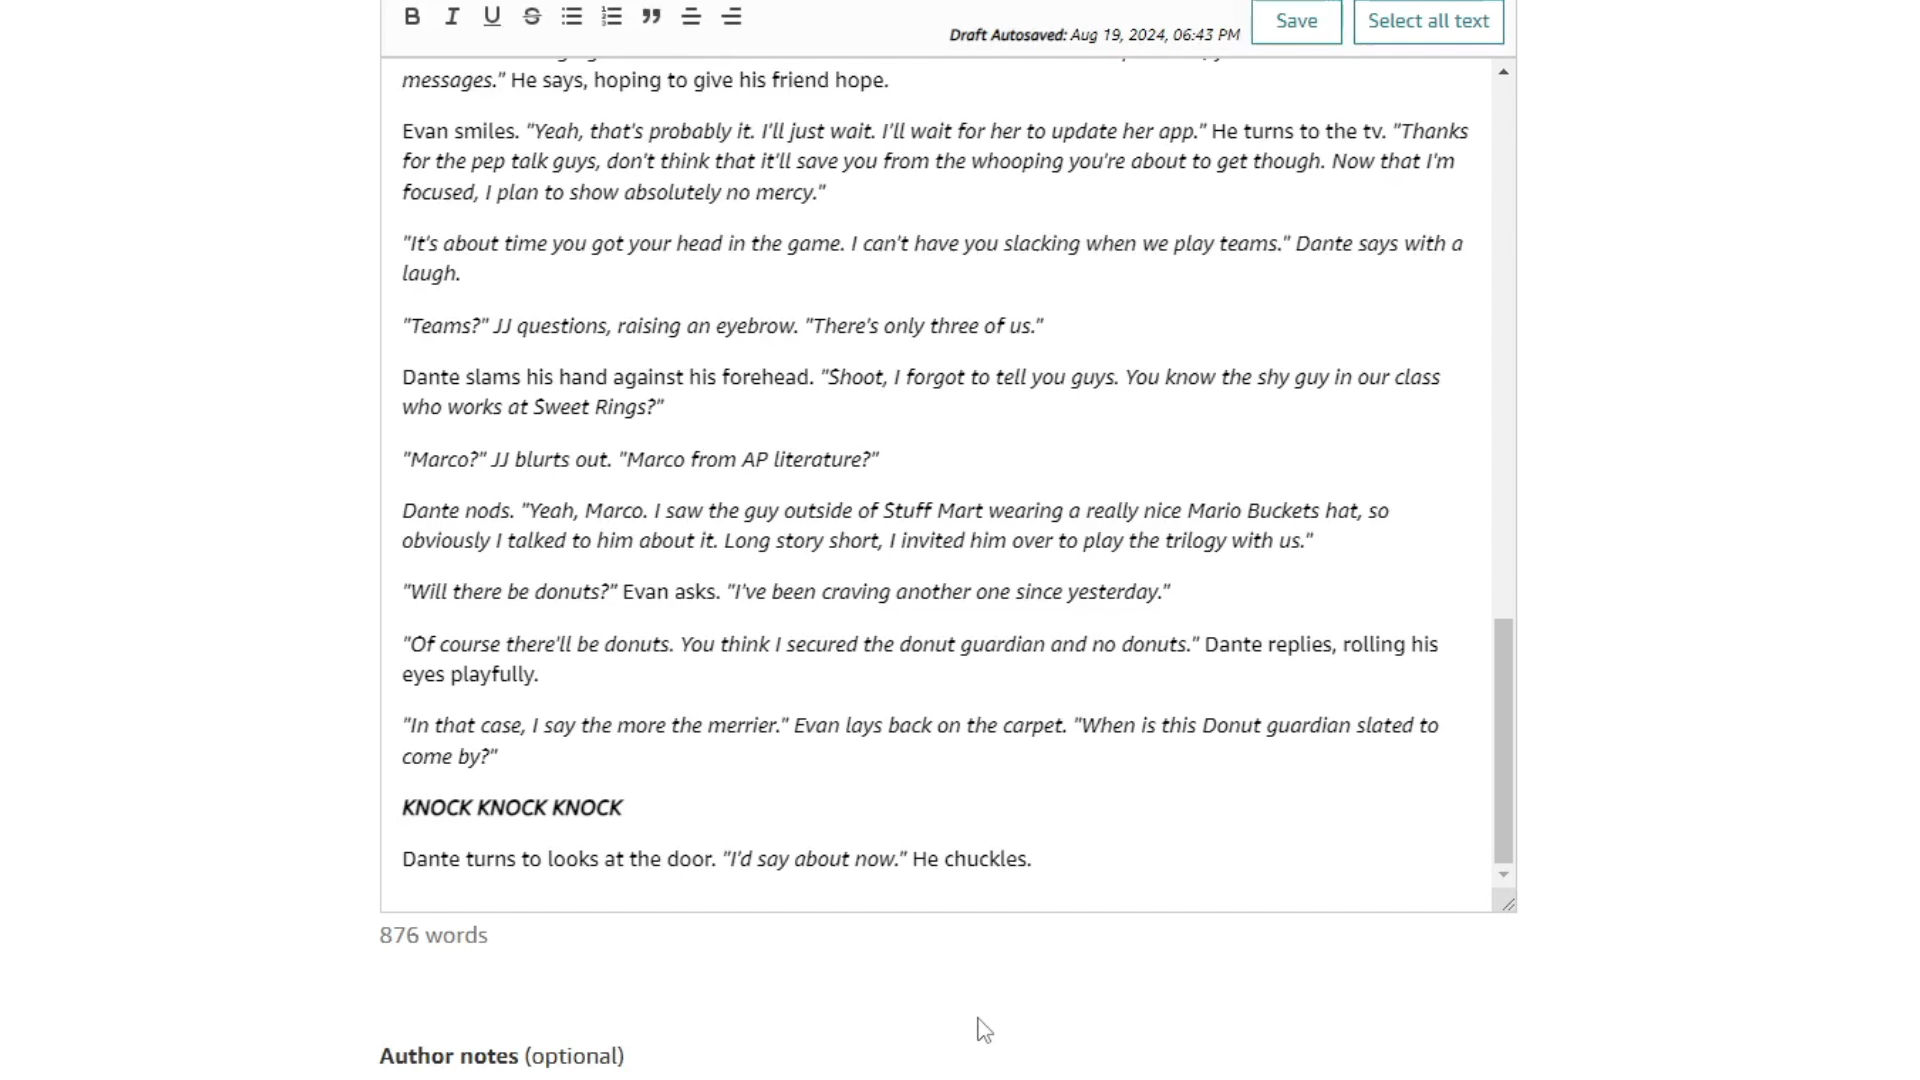 B I U S
Draft Autosaved: Aug 19, 2024, 06:43 PM
Save
Select all text
messages." He says, hoping to give his friend hope.
Evan smiles. "Yeah, that's probably it. I'll just wait. I'll wait for her to update her app." He turns to the tv. "Thanks
for the pep talk guys, don't think that it'll save you from the whooping you're about to get though. Now that I'm
focused, I plan to show absolutely no mercy."
"It's about time you got your head in the game. I can't have you slacking when we play teams." Dante says with a
laugh.
"Teams?" JJ questions, raising an eyebrow. "There's only three of us."
Dante slams his hand against his forehead. "Shoot, I forgot to tell you guys. You know the shy guy in our class
who works at Sweet Rings?"
"Marco?" JJ blurts out. "Marco from AP literature?"
Dante nods. "Yeah, Marco. I saw the guy outside of Stuff Mart wearing a really nice Mario Buckets hat, so
obviously I talked to him about it. Long story short, I invited him over to play the trilogy with us."
"Will there be donuts?" Evan asks. "I've been craving another one since yesterday."
"Of course there'll be donuts. You think I secured the donut guardian and no donuts." Dante replies, rolling his
eyes playfully.
"In that case, I say the more the merrier." Evan lays back on the carpet. "When is this Donut guardian slated to
come by?"
KNOCK KNOCK KNOCK
Dante turns to looks at the door. "I'd say about now." He chuckles.
876 words
Author notes (optional)